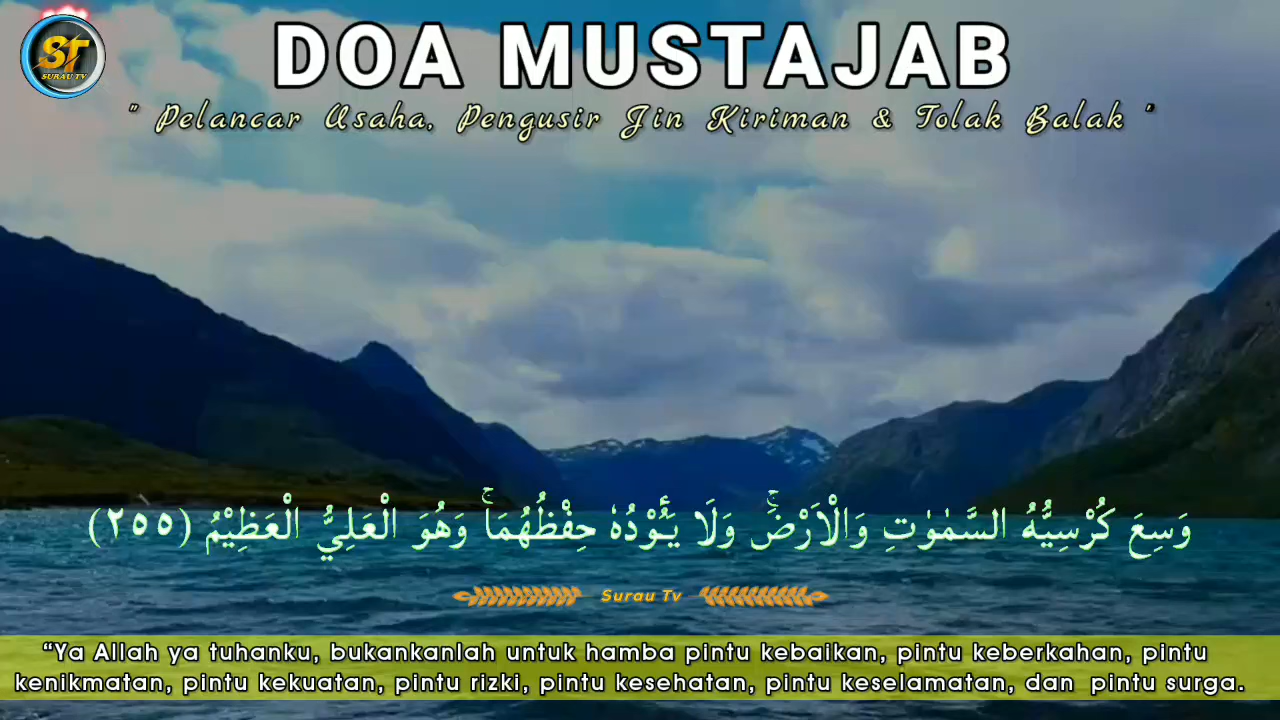 ST
SURAU TV
DOA MUSTAJAB
" Pelancar Usaha, Pengusir Jin Kiriman & Tolak Balak "
وَسِعَ كُرْسِيُّهُ السَّمٰوٰتِ وَالْاَرْضَۚ وَلَا يَـُٔوْدُهٗ حِفْظُهُمَاۚ وَهُوَ الْعَلِيُّ الْعَظِيْمُ (٢٥٥)
Surau Tv
“Ya Allah ya tuhanku, bukankanlah untuk hamba pintu kebaikan, pintu keberkahan, pintu
kenikmatan, pintu kekuatan, pintu rizki, pintu kesehatan, pintu keselamatan, dan pintu surga.